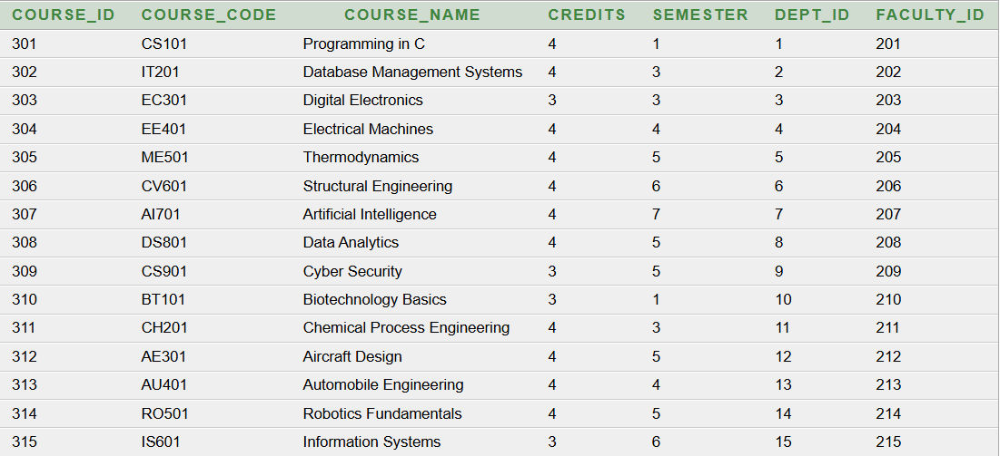 COURSE_ID COURSE_CODE COURSE_NAME CREDITS SEMESTER DEPT_ID FACULTY_ID
301 CS101 Programming in C 4 1 1 201
302 IT201 Database Management Systems 4 3 2 202
303 EC301 Digital Electronics 3 3 3 203
304 EE401 Electrical Machines 4 4 4 204
305 ME501 Thermodynamics 4 5 5 205
306 CV601 Structural Engineering 4 6 6 206
307 AI701 Artificial Intelligence 4 7 7 207
308 DS801 Data Analytics 4 5 8 208
309 CS901 Cyber Security 3 5 9 209
310 BT101 Biotechnology Basics 3 1 10 210
311 CH201 Chemical Process Engineering 4 3 11 211
312 AE301 Aircraft Design 4 5 12 212
313 AU401 Automobile Engineering 4 4 13 213
314 RO501 Robotics Fundamentals 4 5 14 214
315 IS601 Information Systems 3 6 15 215